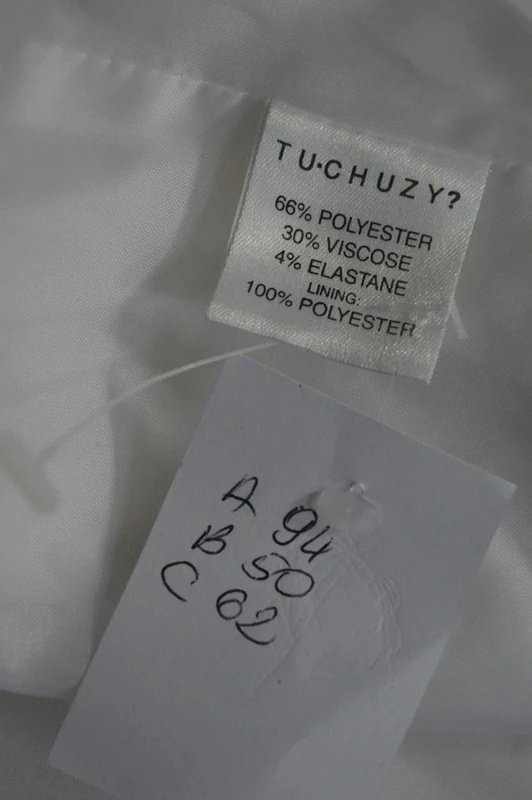 TU·CHUZY?
66% POLYESTER
30% VISCOSE
4% ELASTANE
LINING:
100% POLYESTER
A 94
B 50
C 62